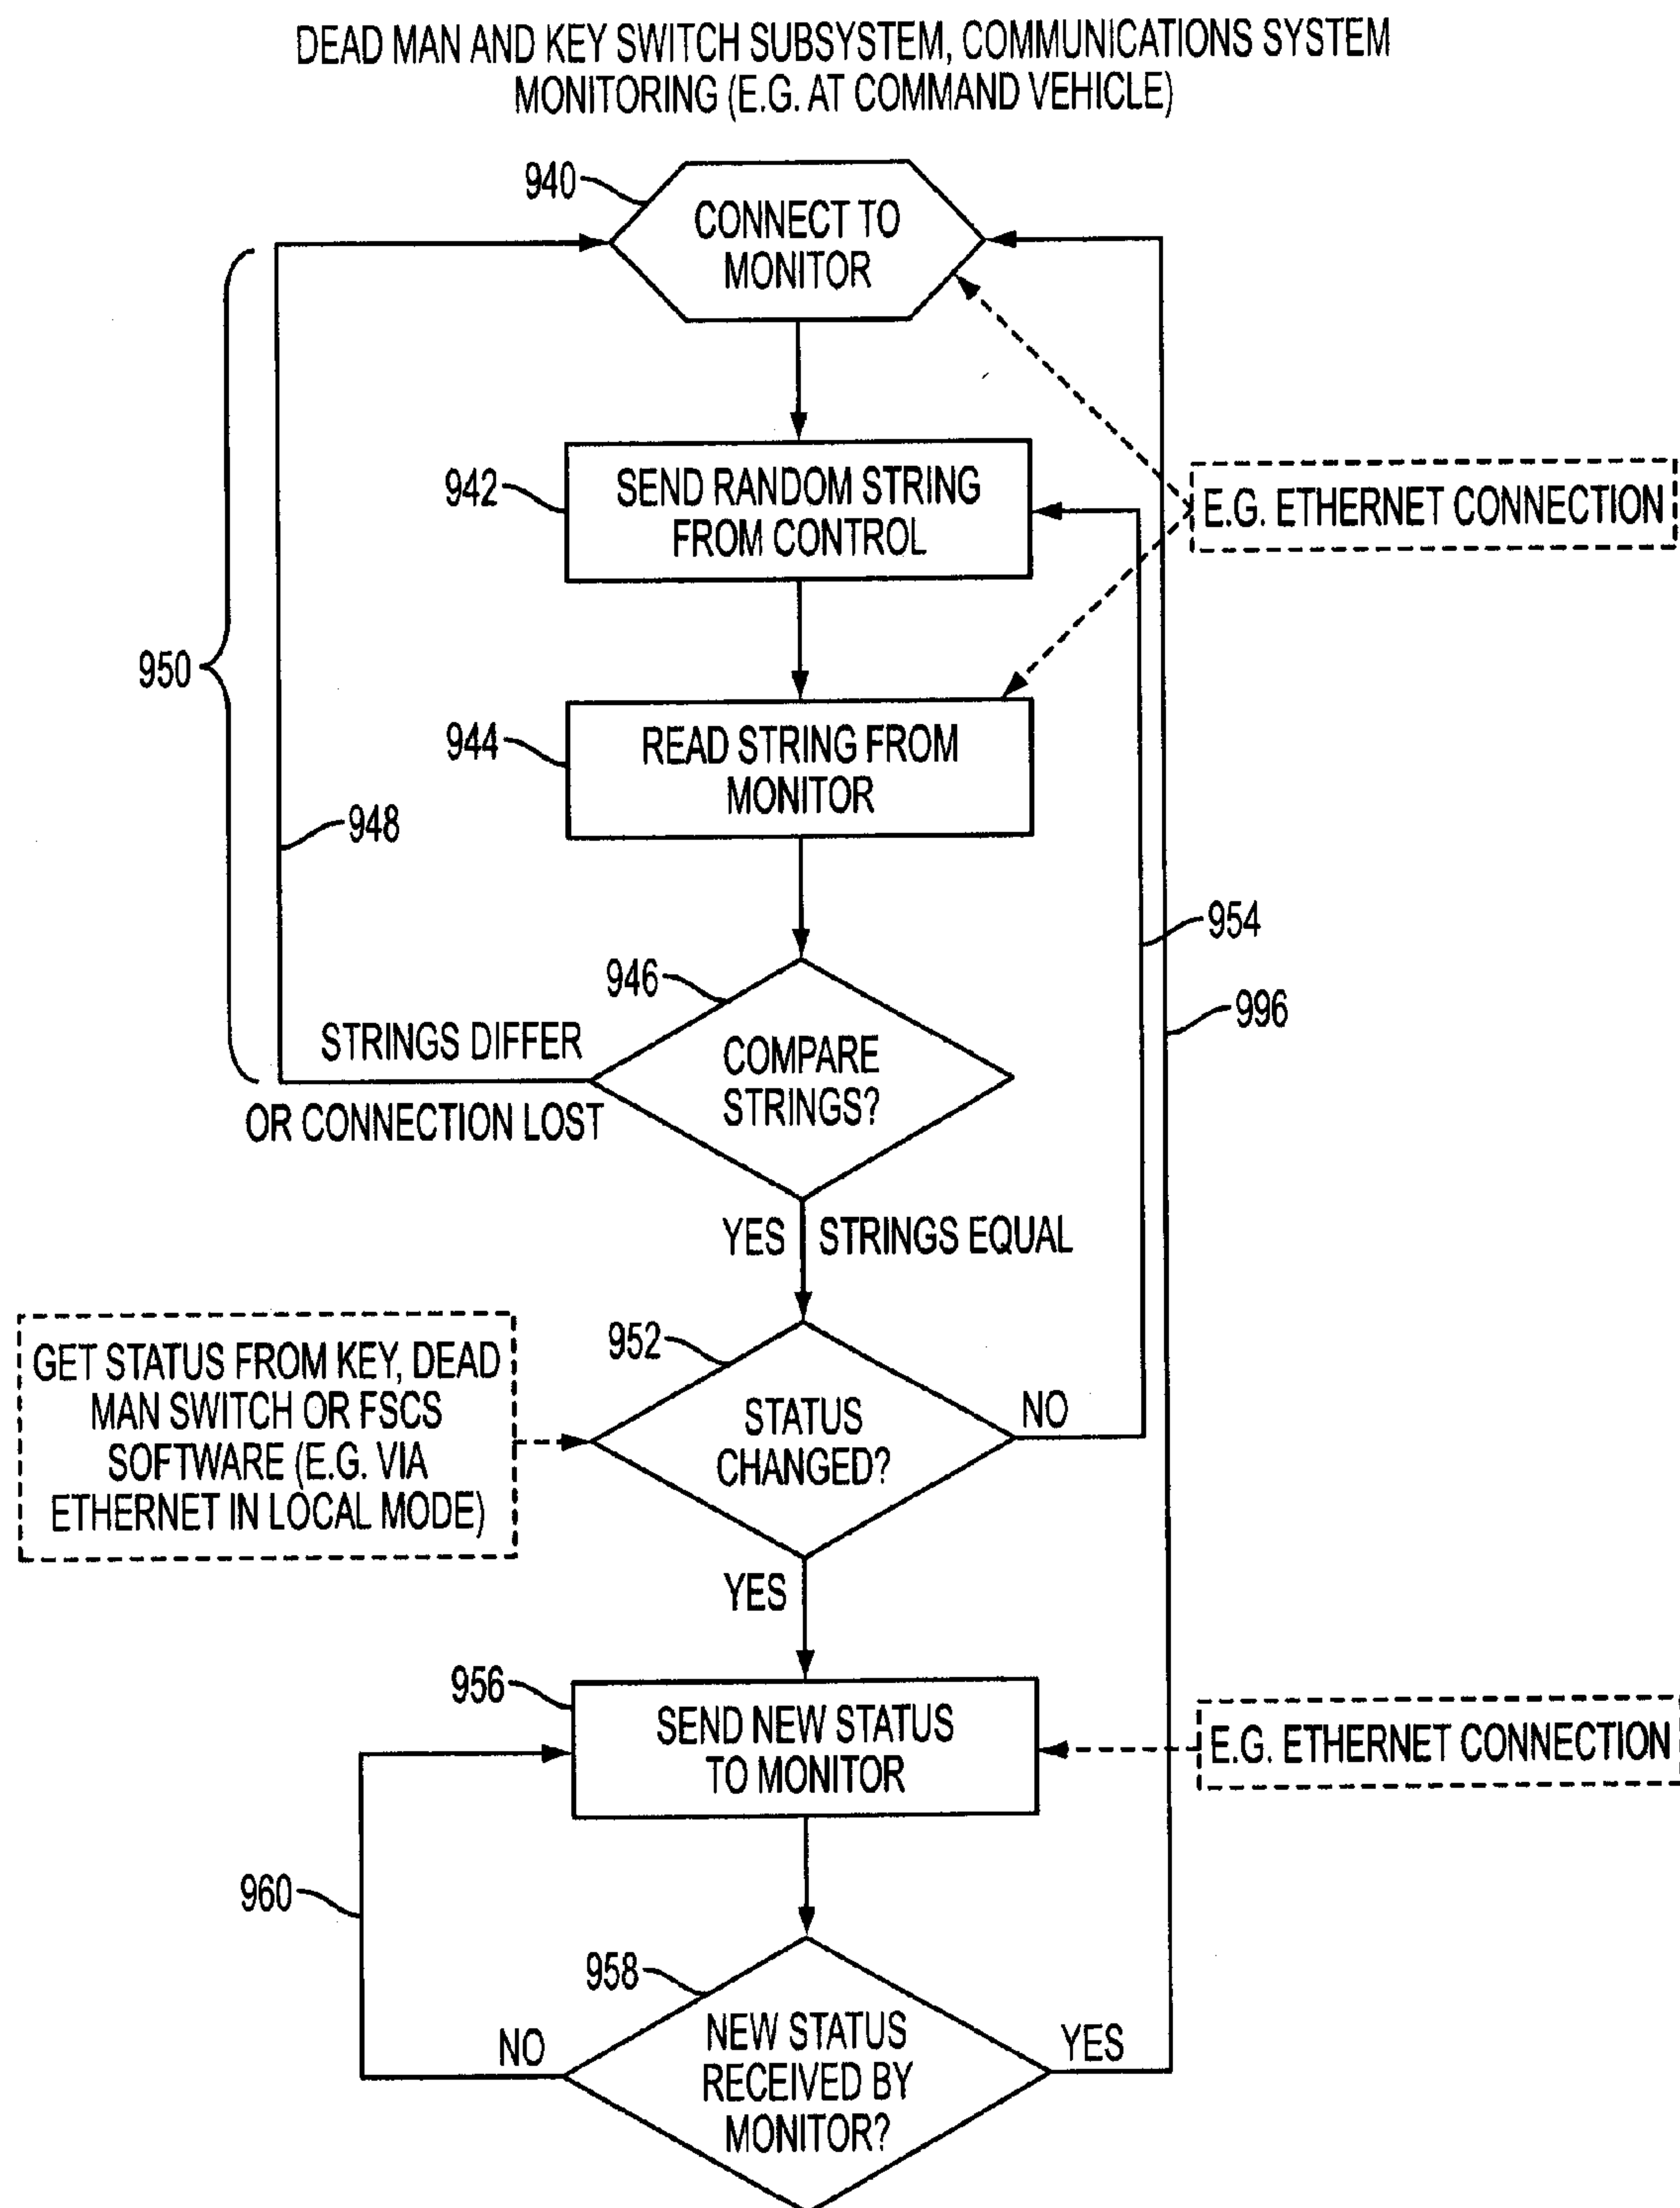 DEAD MAN AND KEY SWITCH SUBSYSTEM, COMMUNICATIONS SYSTEM
MONITORING (E.G. AT COMMAND VEHICLE)
940
CONNECT TO
MONITOR
942
SEND RANDOM STRING
FROM CONTROL
E.G. ETHERNET CONNECTION
950
944
READ STRING FROM
MONITOR
948
954
946
996
STRINGS DIFFER
OR CONNECTION LOST
COMPARE
STRINGS?
YES
STRINGS EQUAL
952
GET STATUS FROM KEY, DEAD
MAN SWITCH OR FSCS
SOFTWARE (E.G. VIA
ETHERNET IN LOCAL MODE)
STATUS
CHANGED?
NO
YES
956
SEND NEW STATUS
TO MONITOR
E.G. ETHERNET CONNECTION
960
958
NO
NEW STATUS
RECEIVED BY
MONITOR?
YES